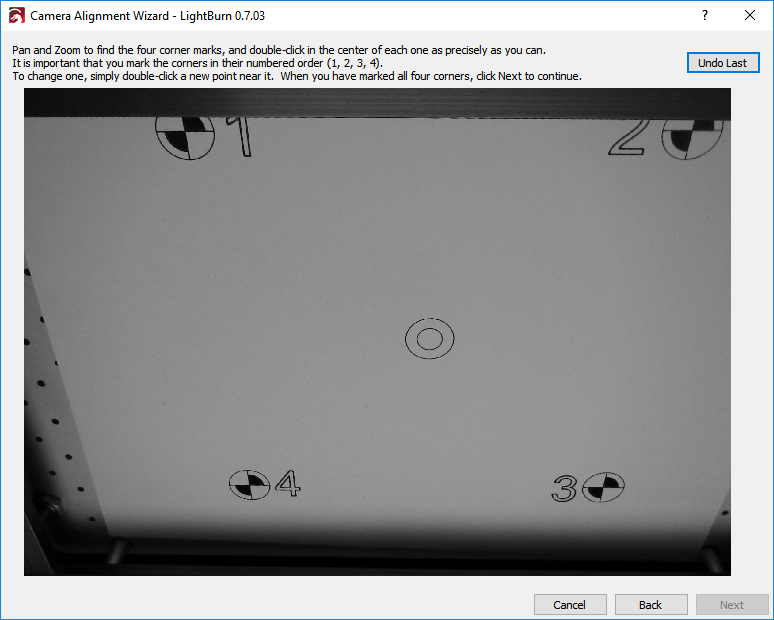 Camera Alignment Wizard - LightBurn 0.7.03
Pan and Zoom to find the four corner marks, and double-click in the center of each one as precisely as you can.
It is important that you mark the corners in their numbered order (1, 2, 3, 4).
To change one, simply double-click a new point near it.  When you have marked all four corners, click Next to continue.
Undo Last
1 2
4 3
Cancel Back Next